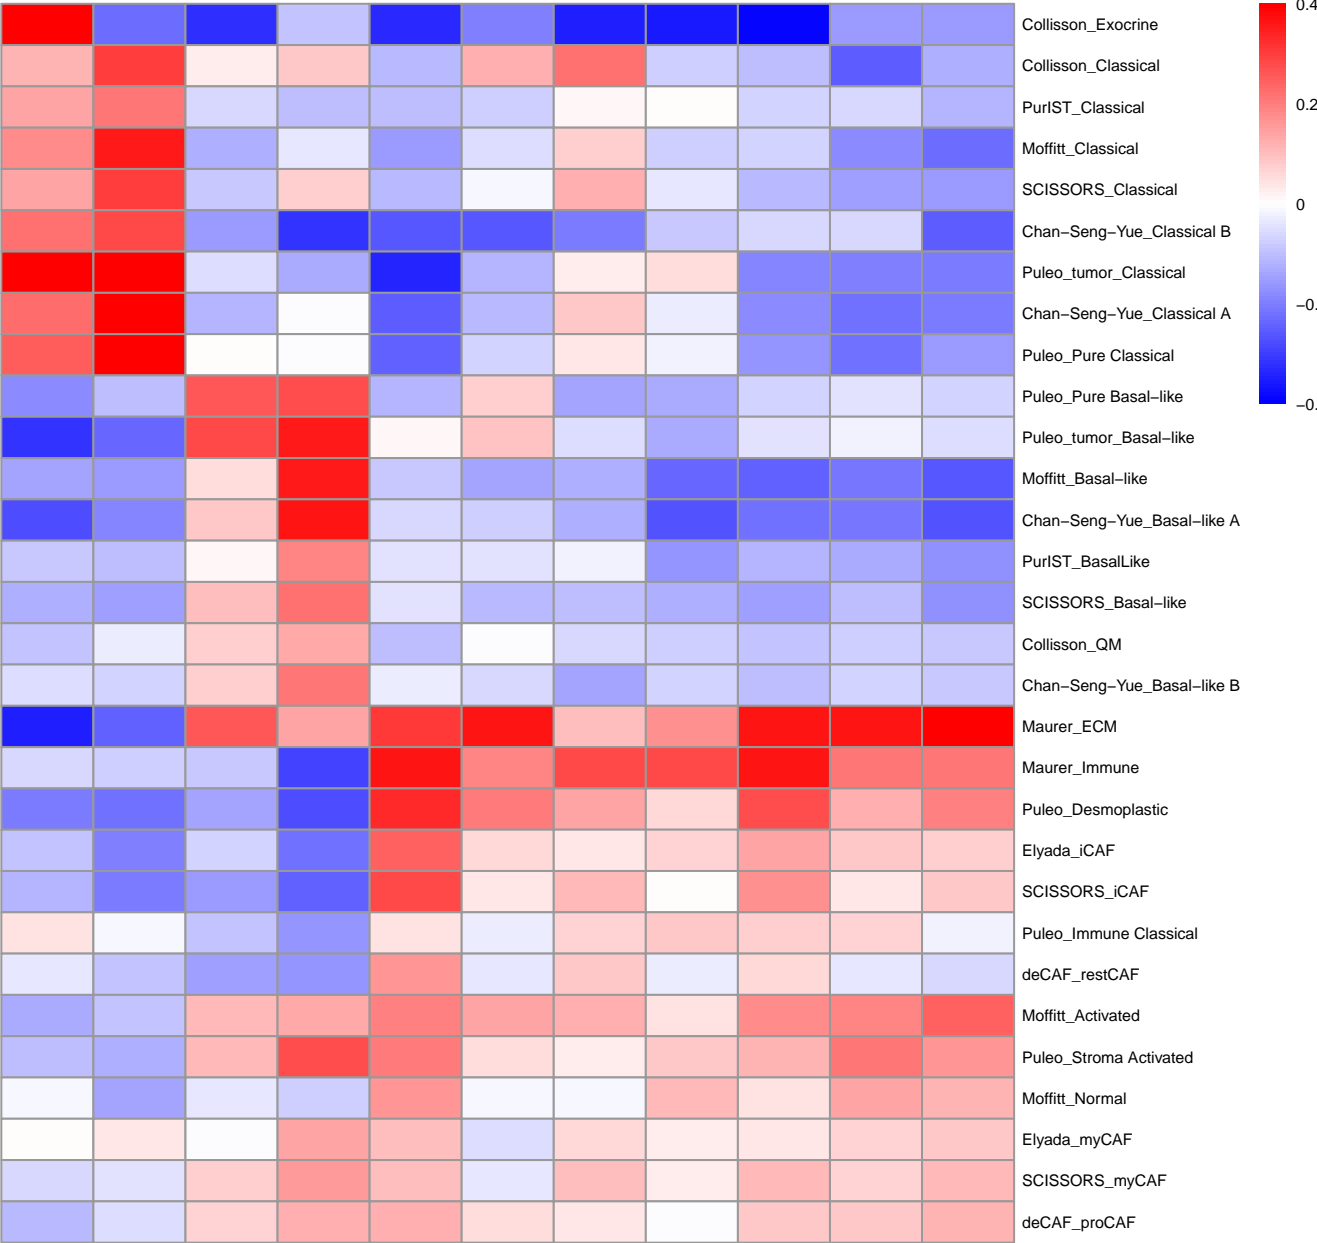 Collisson_Exocrine
Collisson_Classical
PurIST_Classical
Moffitt_Classical
SCISSORS_Classical
Chan−Seng−Yue_Classical B
Puleo_tumor_Classical
Chan−Seng−Yue_Classical A
Puleo_Pure Classical
Puleo_Pure Basal−like
Puleo_tumor_Basal−like
Moffitt_Basal−like
Chan−Seng−Yue_Basal−like A
PurIST_BasalLike
SCISSORS_Basal−like
Collisson_QM
Chan−Seng−Yue_Basal−like B
Maurer_ECM
Maurer_Immune
Puleo_Desmoplastic
Elyada_iCAF
SCISSORS_iCAF
Puleo_Immune Classical
deCAF_restCAF
Moffitt_Activated
Puleo_Stroma Activated
Moffitt_Normal
Elyada_myCAF
SCISSORS_myCAF
deCAF_proCAF
0.4
0.2
0
−0.
−0.